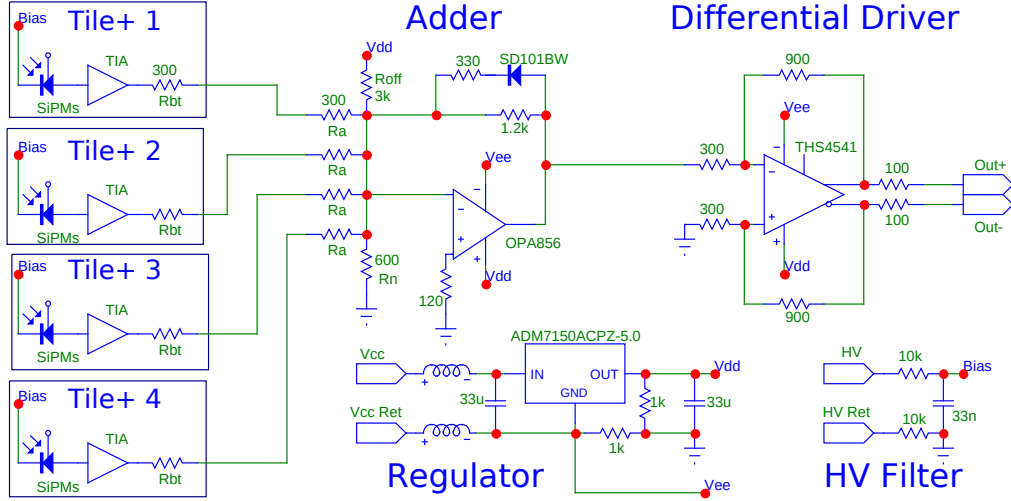 Tile+ 1
Bias
TIA
300
SiPMs
Rbt
Tile+ 2
Bias
TIA
SiPMs
Rbt
Tile+ 3
Bias
TIA
SiPMs
Rbt
Tile+ 4
Bias
TIA
SiPMs
Rbt
Adder
Vdd
Roff
3k
330
SD101BW
1.2k
300
Ra
Ra
Ra
Ra
600
Rn
Vee
−
+
OPA856
Vdd
120
Differential Driver
900
Vee
THS4541
300
300
−
−
+
+
Vdd
900
100
100
Out+
Out-
Vcc
+
−
ADM7150ACPZ-5.0
IN
OUT
GND
Vdd
33u
1k
33u
Vcc Ret
+
−
1k
Vee
Regulator
HV
10k
Bias
33n
HV Ret
10k
HV Filter